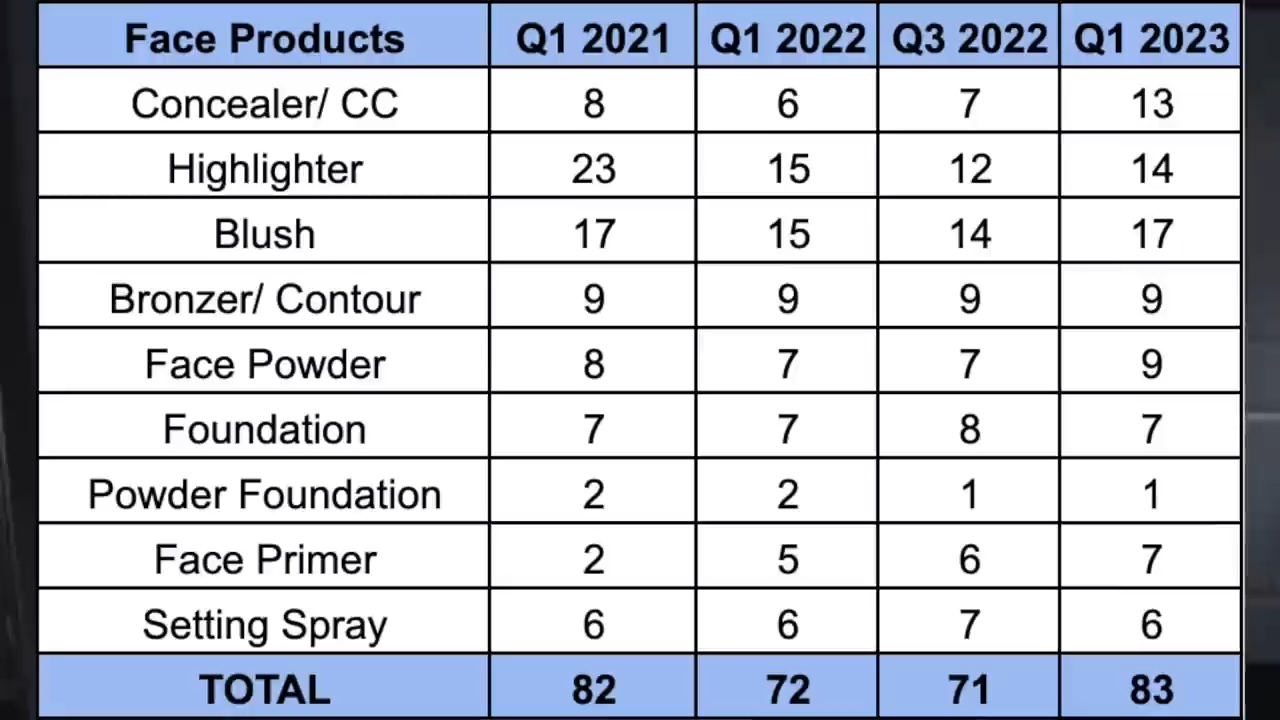 Face Products Q1 2021 Q1 2022 Q3 2022 Q1 2023
Concealer/ CC 8 6 7 13
Highlighter 23 15 12 14
Blush 17 15 14 17
Bronzer/ Contour 9 9 9 9
Face Powder 8 7 7 9
Foundation 7 7 8 7
Powder Foundation 2 2 1 1
Face Primer 2 5 6 7
Setting Spray 6 6 7 6
TOTAL 82 72 71 83